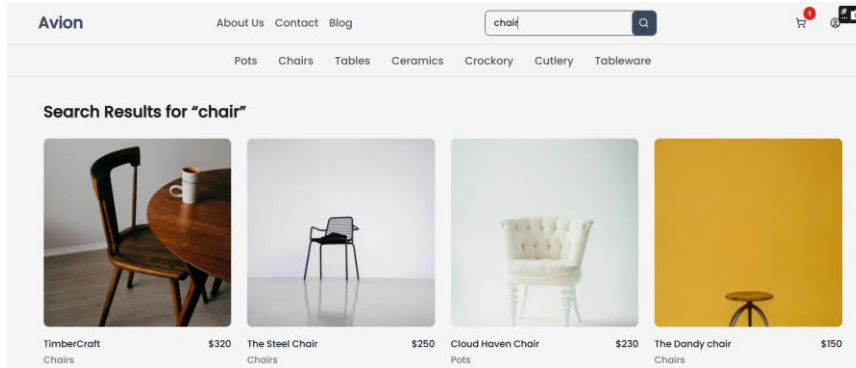 Avion About Us Contact Blog chair 1
Pots Chairs Tables Ceramics Crockory Cutlery Tableware
Search Results for “chair”
TimberCraft $320 The Steel Chair $250 Cloud Haven Chair $230 The Dandy chair $150
Chairs Chairs Pots Chairs